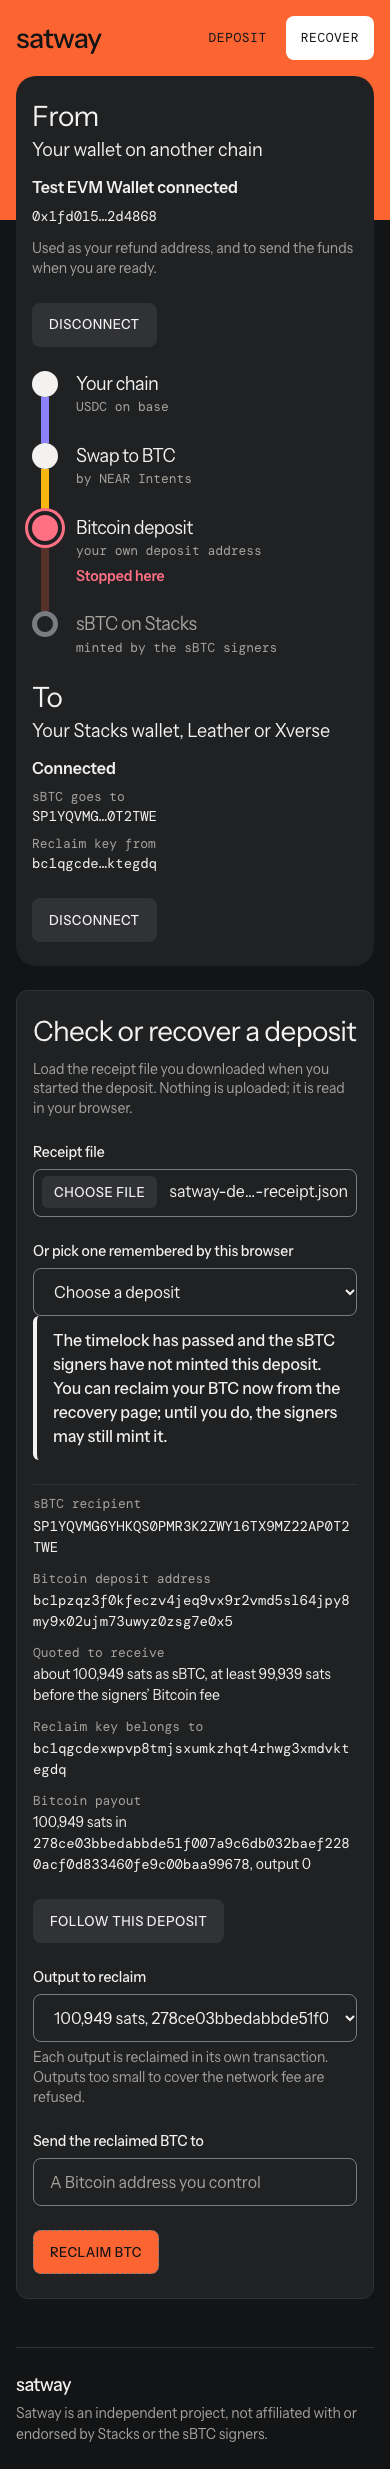 satway
DEPOSIT
RECOVER
From
Your wallet on another chain
Test EVM Wallet connected
0x1fd015…2d4868
Used as your refund address, and to send the funds
when you are ready.
DISCONNECT
Your chain
USDC on base
Swap to BTC
by NEAR Intents
Bitcoin deposit
your own deposit address
Stopped here
sBTC on Stacks
minted by the sBTC signers
To
Your Stacks wallet, Leather or Xverse
Connected
sBTC goes to
SP1YQVMG…0T2TWE
Reclaim key from
bc1qgcde…ktegdq
DISCONNECT
Check or recover a deposit
Load the receipt file you downloaded when you
started the deposit. Nothing is uploaded; it is read
in your browser.
Receipt file
CHOOSE FILE
satway-de…-receipt.json
Or pick one remembered by this browser
Choose a deposit
The timelock has passed and the sBTC
signers have not minted this deposit.
You can reclaim your BTC now from the
recovery page; until you do, the signers
may still mint it.
sBTC recipient
SP1YQVMG6YHKQS0PMR3K2ZWY16TX9MZ22AP0T2
TWE
Bitcoin deposit address
bc1pzqz3f0kfeczv4jeq9vx9r2vmd5sl64jpy8
my9x02ujm73uwyz0zsg7e0x5
Quoted to receive
about 100,949 sats as sBTC, at least 99,939 sats
before the signers’ Bitcoin fee
Reclaim key belongs to
bc1qgcdexwpvp8tmjsxumkzhqt4rhwg3xmdvkt
egdq
Bitcoin payout
100,949 sats in
278ce03bbedabbde51f007a9c6db032baef228
0acf0d833460fe9c00baa99678, output 0
FOLLOW THIS DEPOSIT
Output to reclaim
100,949 sats, 278ce03bbedabbde51f0
Each output is reclaimed in its own transaction.
Outputs too small to cover the network fee are
refused.
Send the reclaimed BTC to
A Bitcoin address you control
RECLAIM BTC
satway
Satway is an independent project, not affiliated with or
endorsed by Stacks or the sBTC signers.